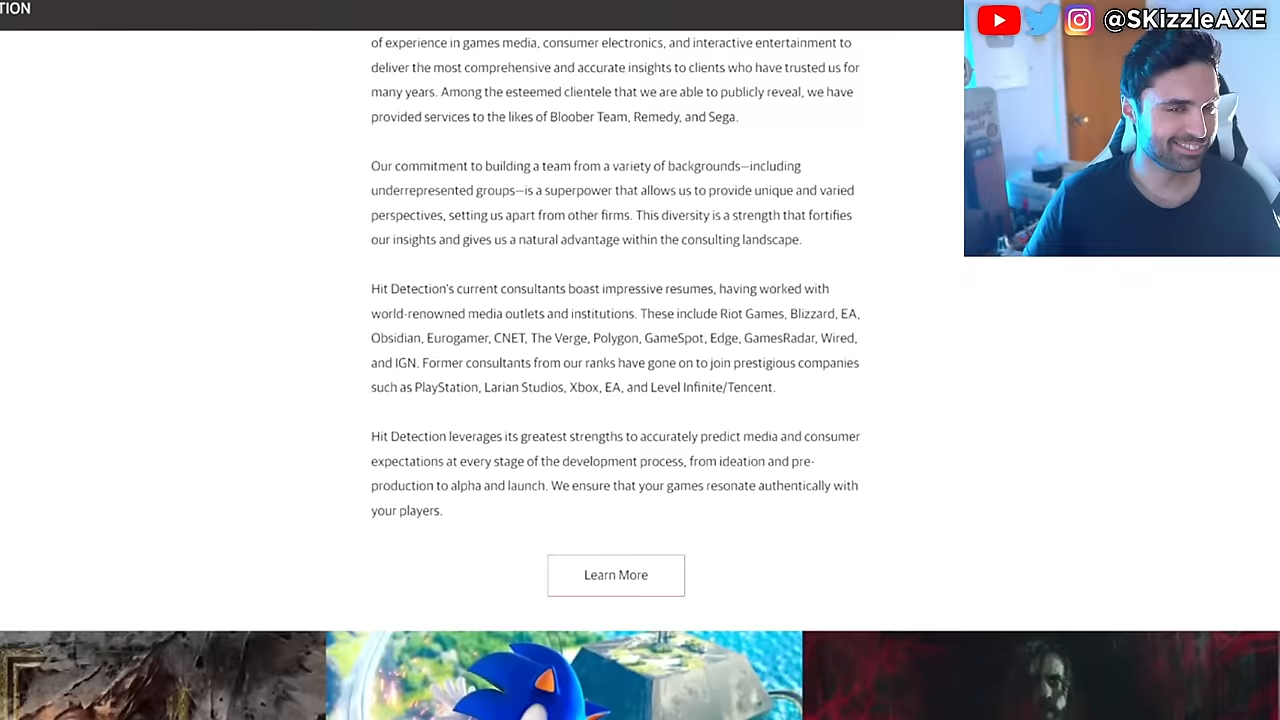 TION
@SKizzleAXE
of experience in games media, consumer electronics, and interactive entertainment to
deliver the most comprehensive and accurate insights to clients who have trusted us for
many years. Among the esteemed clientele that we are able to publicly reveal, we have
provided services to the likes of Bloober Team, Remedy, and Sega.
Our commitment to building a team from a variety of backgrounds—including
underrepresented groups—is a superpower that allows us to provide unique and varied
perspectives, setting us apart from other firms. This diversity is a strength that fortifies
our insights and gives us a natural advantage within the consulting landscape.
Hit Detection's current consultants boast impressive resumes, having worked with
world-renowned media outlets and institutions. These include Riot Games, Blizzard, EA,
Obsidian, Eurogamer, CNET, The Verge, Polygon, GameSpot, Edge, GamesRadar, Wired,
and IGN. Former consultants from our ranks have gone on to join prestigious companies
such as PlayStation, Larian Studios, Xbox, EA, and Level Infinite/Tencent.
Hit Detection leverages its greatest strengths to accurately predict media and consumer
expectations at every stage of the development process, from ideation and pre-
production to alpha and launch. We ensure that your games resonate authentically with
your players.
Learn More